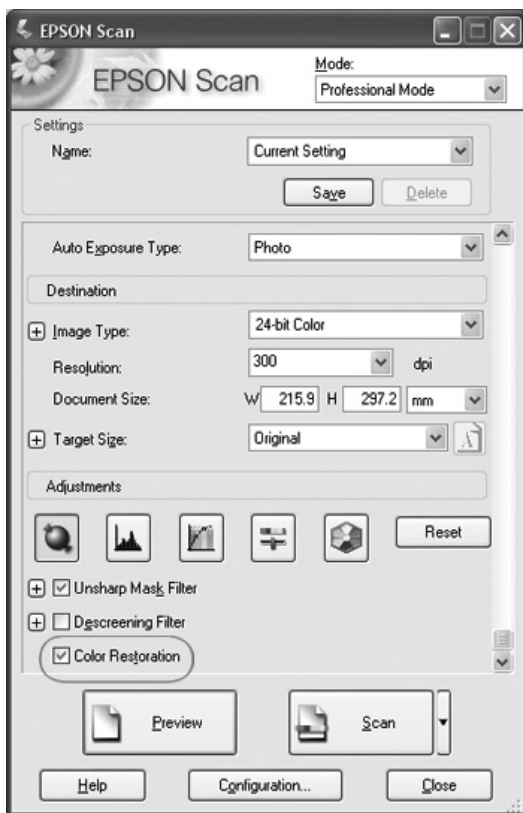 EPSON Scan
EPSON Scan
Mode:
Professional Mode
Settings
Name: Current Setting
Save Delete
Auto Exposure Type: Photo
Destination
Image Type: 24-bit Color
Resolution: 300 dpi
Document Size: W 215.9 H 297.2 mm
Target Size: Original
Adjustments
Reset
Unsharp Mask Filter
Descreening Filter
Color Restoration
Preview Scan
Help Configuration... Close